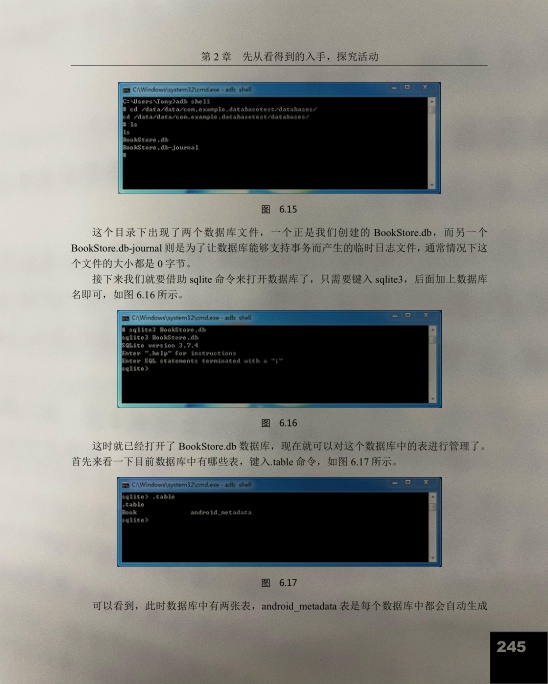 第 2 章 先从看得到的入手，探究活动
C:\Windows\system32\cmd.exe - adb shell
C:\Users\Tony>adb shell
# cd /data/data/com.example.databasetest/databases/
cd /data/data/com.example.databasetest/databases/
# ls
ls
BookStore.db
BookStore.db-journal
#
图 6.15
这个目录下出现了两个数据库文件，一个正是我们创建的 BookStore.db，而另一个
BookStore.db-journal 则是为了让数据库能够支持事务而产生的临时日志文件，通常情况下这
个文件的大小都是 0 字节。
接下来我们就要借助 sqlite 命令来打开数据库了，只需要键入 sqlite3，后面加上数据库
名即可，如图 6.16 所示。
C:\Windows\system32\cmd.exe - adb shell
# sqlite3 BookStore.db
sqlite3 BookStore.db
SQLite version 3.7.4
Enter ".help" for instructions
Enter SQL statements terminated with a ";"
sqlite>
图 6.16
这时就已经打开了 BookStore.db 数据库，现在就可以对这个数据库中的表进行管理了。
首先来看一下目前数据库中有哪些表，键入.table 命令，如图 6.17 所示。
C:\Windows\system32\cmd.exe - adb shell
sqlite> .table
.table
Book android_metadata
sqlite>
图 6.17
可以看到，此时数据库中有两张表，android_metadata 表是每个数据库中都会自动生成
245